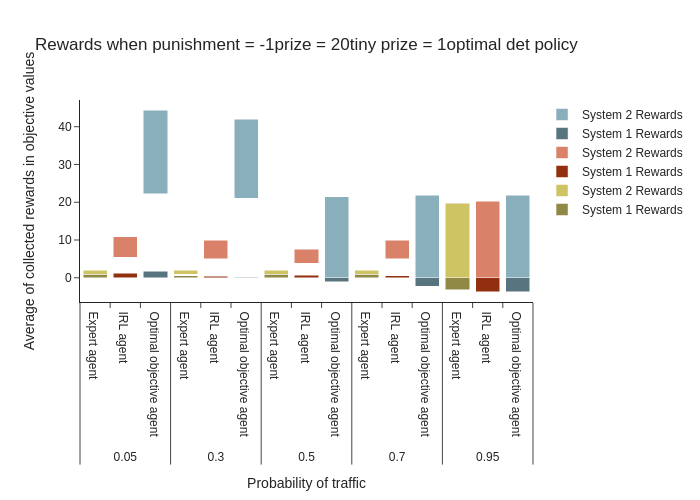 Rewards when punishment = -1prize = 20tiny prize = 1optimal det policy
Average of collected rewards in objective values
40
30
20
10
0
System 2 Rewards
System 1 Rewards
System 2 Rewards
System 1 Rewards
System 2 Rewards
System 1 Rewards
Expert agent
IRL agent
Optimal objective agent
Expert agent
IRL agent
Optimal objective agent
Expert agent
IRL agent
Optimal objective agent
Expert agent
IRL agent
Optimal objective agent
Expert agent
IRL agent
Optimal objective agent
0.05
0.3
0.5
0.7
0.95
Probability of traffic